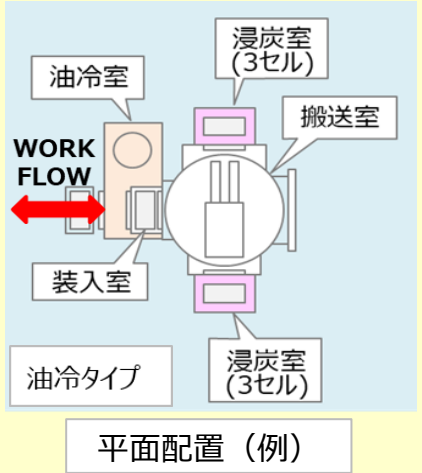 浸炭室
(3セル)
油冷室
搬送室
WORK
FLOW
装入室
油冷タイプ
浸炭室
(3セル)
平面配置（例）